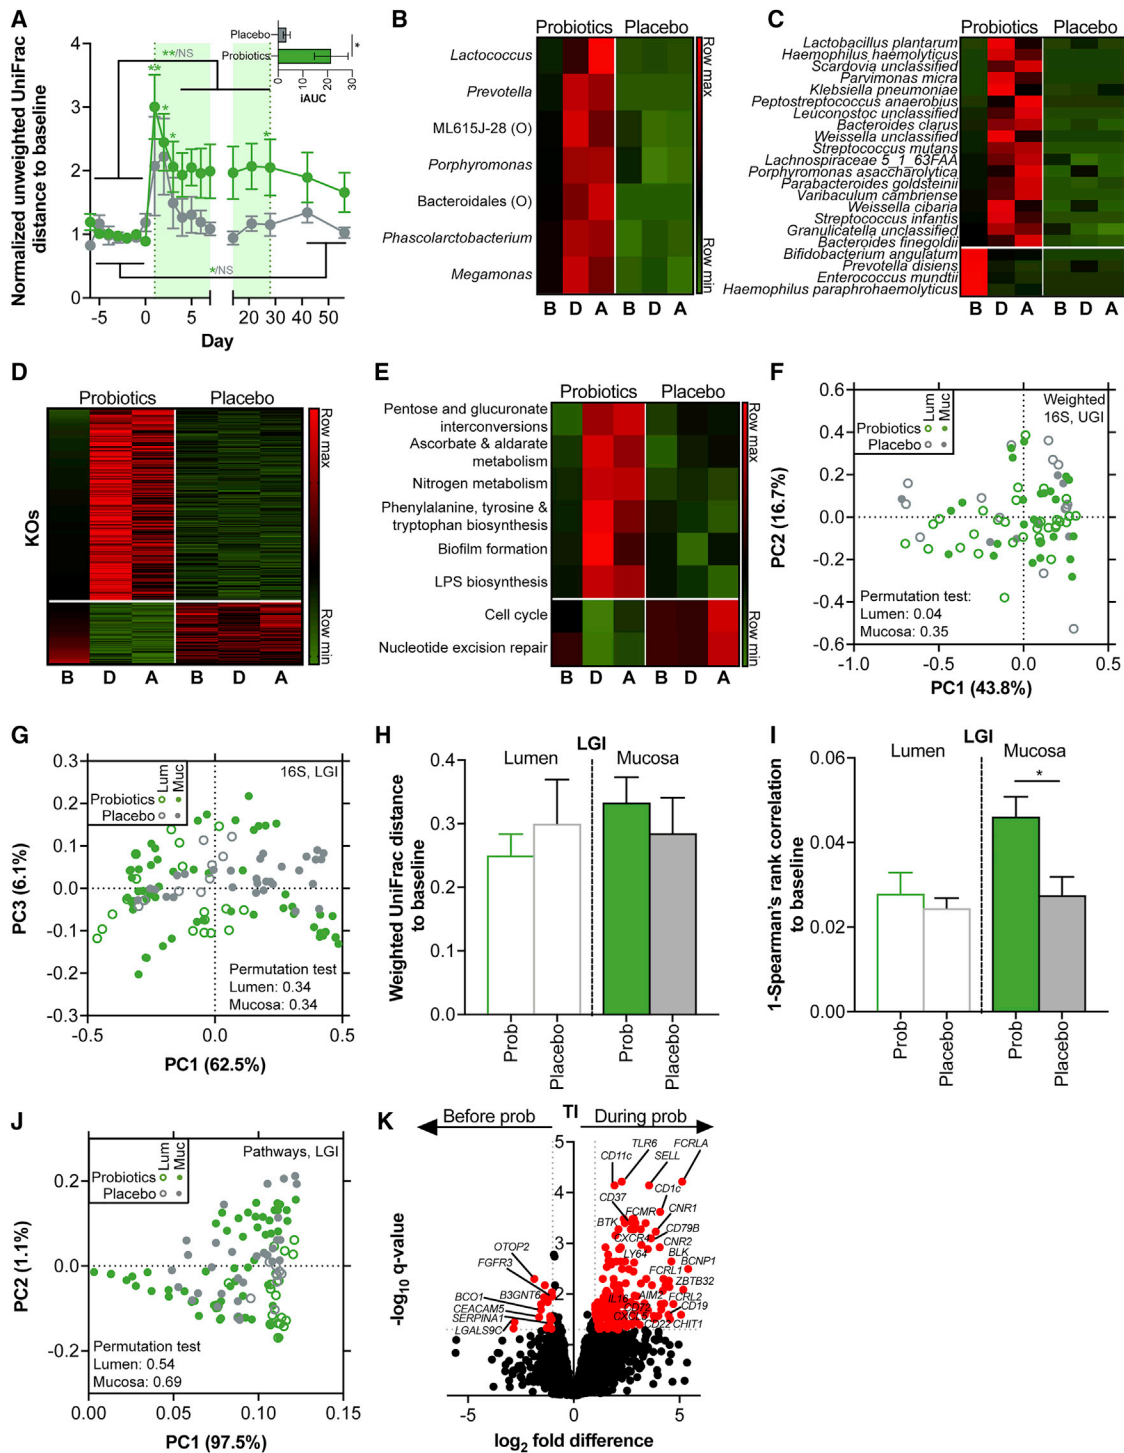 A
Normalized unweighted UniFrac
distance to baseline
4
3
2
1
0
-5
0
5
20
30
40
50
Day
**/NS
**
*
*
*
*/NS
Placebo
Probiotics
*
0
10
20
30
iAUC
B
Probiotics
Placebo
Lactococcus
Prevotella
ML615J-28 (O)
Porphyromonas
Bacteroidales (O)
Phascolarctobacterium
Megamonas
B D A B D A
Row max
Row min
C
Probiotics
Placebo
Lactobacillus plantarum
Haemophilus haemolyticus
Scardovia unclassified
Parvimonas micra
Klebsiella pneumoniae
Peptostreptococcus anaerobius
Leuconostoc unclassified
Bacteroides clarus
Weissella unclassified
Streptococcus mutans
Lachnospiraceae 5_1_63FAA
Porphyromonas asaccharolytica
Parabacteroides goldsteinii
Varibaculum cambriense
Weissella cibaria
Streptococcus infantis
Granulicatella unclassified
Bacteroides finegoldii
Bifidobacterium angulatum
Prevotella disiens
Enterococcus mundtii
Haemophilus paraphrohaemolyticus
B D A B D A
D
Probiotics
Placebo
KOs
B D A B D A
Row max
Row min
E
Probiotics
Placebo
Pentose and glucuronate
interconversions
Ascorbate & aldarate
metabolism
Nitrogen metabolism
Phenylalanine, tyrosine &
tryptophan biosynthesis
Biofilm formation
LPS biosynthesis
Cell cycle
Nucleotide excision repair
B D A B D A
Row max
Row min
F
PC2 (16.7%)
0.6
0.4
0.2
0.0
-0.2
-0.4
-0.6
-1.0
-0.5
0.0
0.5
PC1 (43.8%)
Lum
Muc
Probiotics
Placebo
Weighted
16S, UGI
Permutation test:
Lumen: 0.04
Mucosa: 0.35
G
PC3 (6.1%)
0.3
0.2
0.1
0.0
-0.1
-0.2
-0.3
-0.5
0.0
0.5
PC1 (62.5%)
Lum
Muc
Probiotics
Placebo
16S, LGI
Permutation test
Lumen: 0.34
Mucosa: 0.34
H
LGI
Lumen
Mucosa
Weighted UniFrac distance
to baseline
0.4
0.3
0.2
0.1
0.0
Prob
Placebo
Prob
Placebo
I
LGI
Lumen
Mucosa
*
1-Spearman's rank correlation
to baseline
0.06
0.04
0.02
0.00
Prob
Placebo
Prob
Placebo
J
PC2 (1.1%)
0.2
0.0
-0.2
0.00
0.05
0.10
0.15
PC1 (97.5%)
Lum
Muc
Probiotics
Placebo
Pathways, LGI
Permutation test
Lumen: 0.54
Mucosa: 0.69
K
Before prob
TI
During prob
-log10 q-value
5
4
3
2
1
-5
0
5
log2 fold difference
TLR6
FCRLA
CD11c
SELL
CD37
CD1c
FCMR
CNR1
BTK
CD79B
CXCR4
CNR2
LY64
BLK
BCNP1
FCRL1
ZBTB32
AIM2
FCRL2
IL16
CD72
CD19
CD22
CHIT1
OTOP2
FGFR3
B3GNT6
BCO1
CEACAM5
SERPINA1
LGALS9C